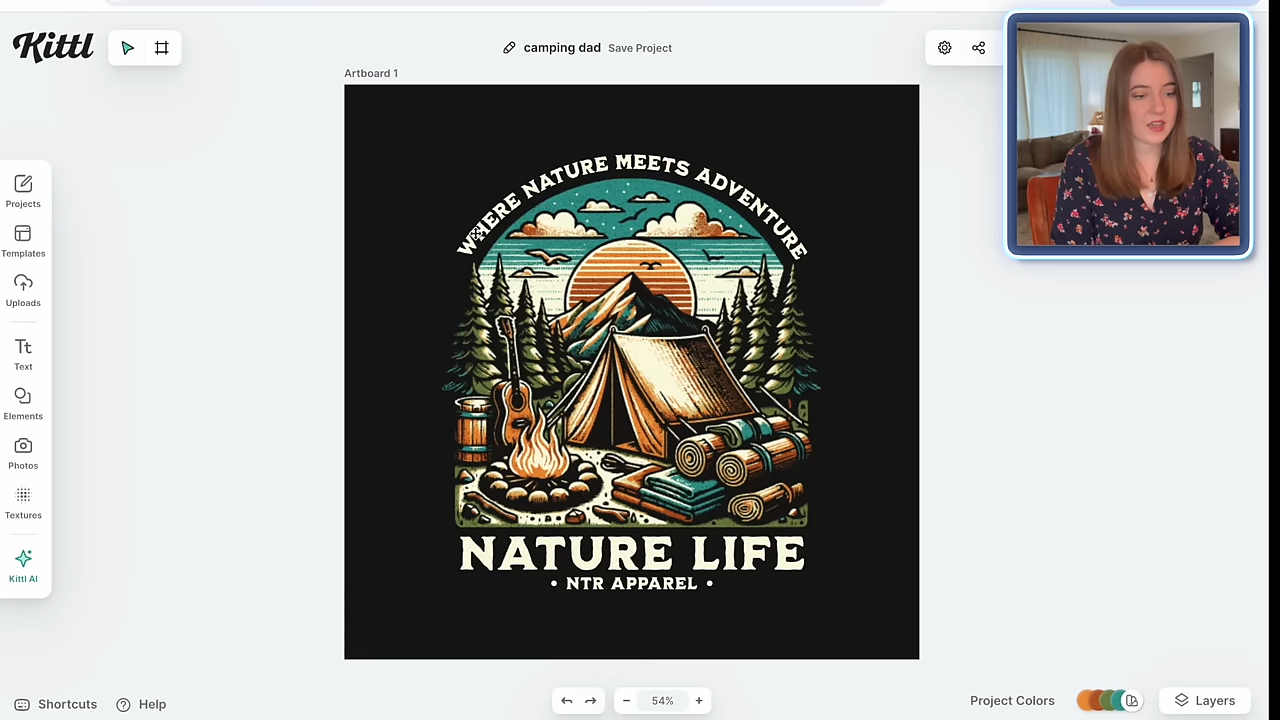 Kittl
camping dad Save Project
Artboard 1
Projects
Templates
Uploads
Tt
Text
Elements
Photos
Textures
Kittl AI
WHERE NATURE MEETS ADVENTURE
NATURE LIFE
• NTR APPAREL •
Shortcuts
Help
− 54% +
Project Colors
Layers